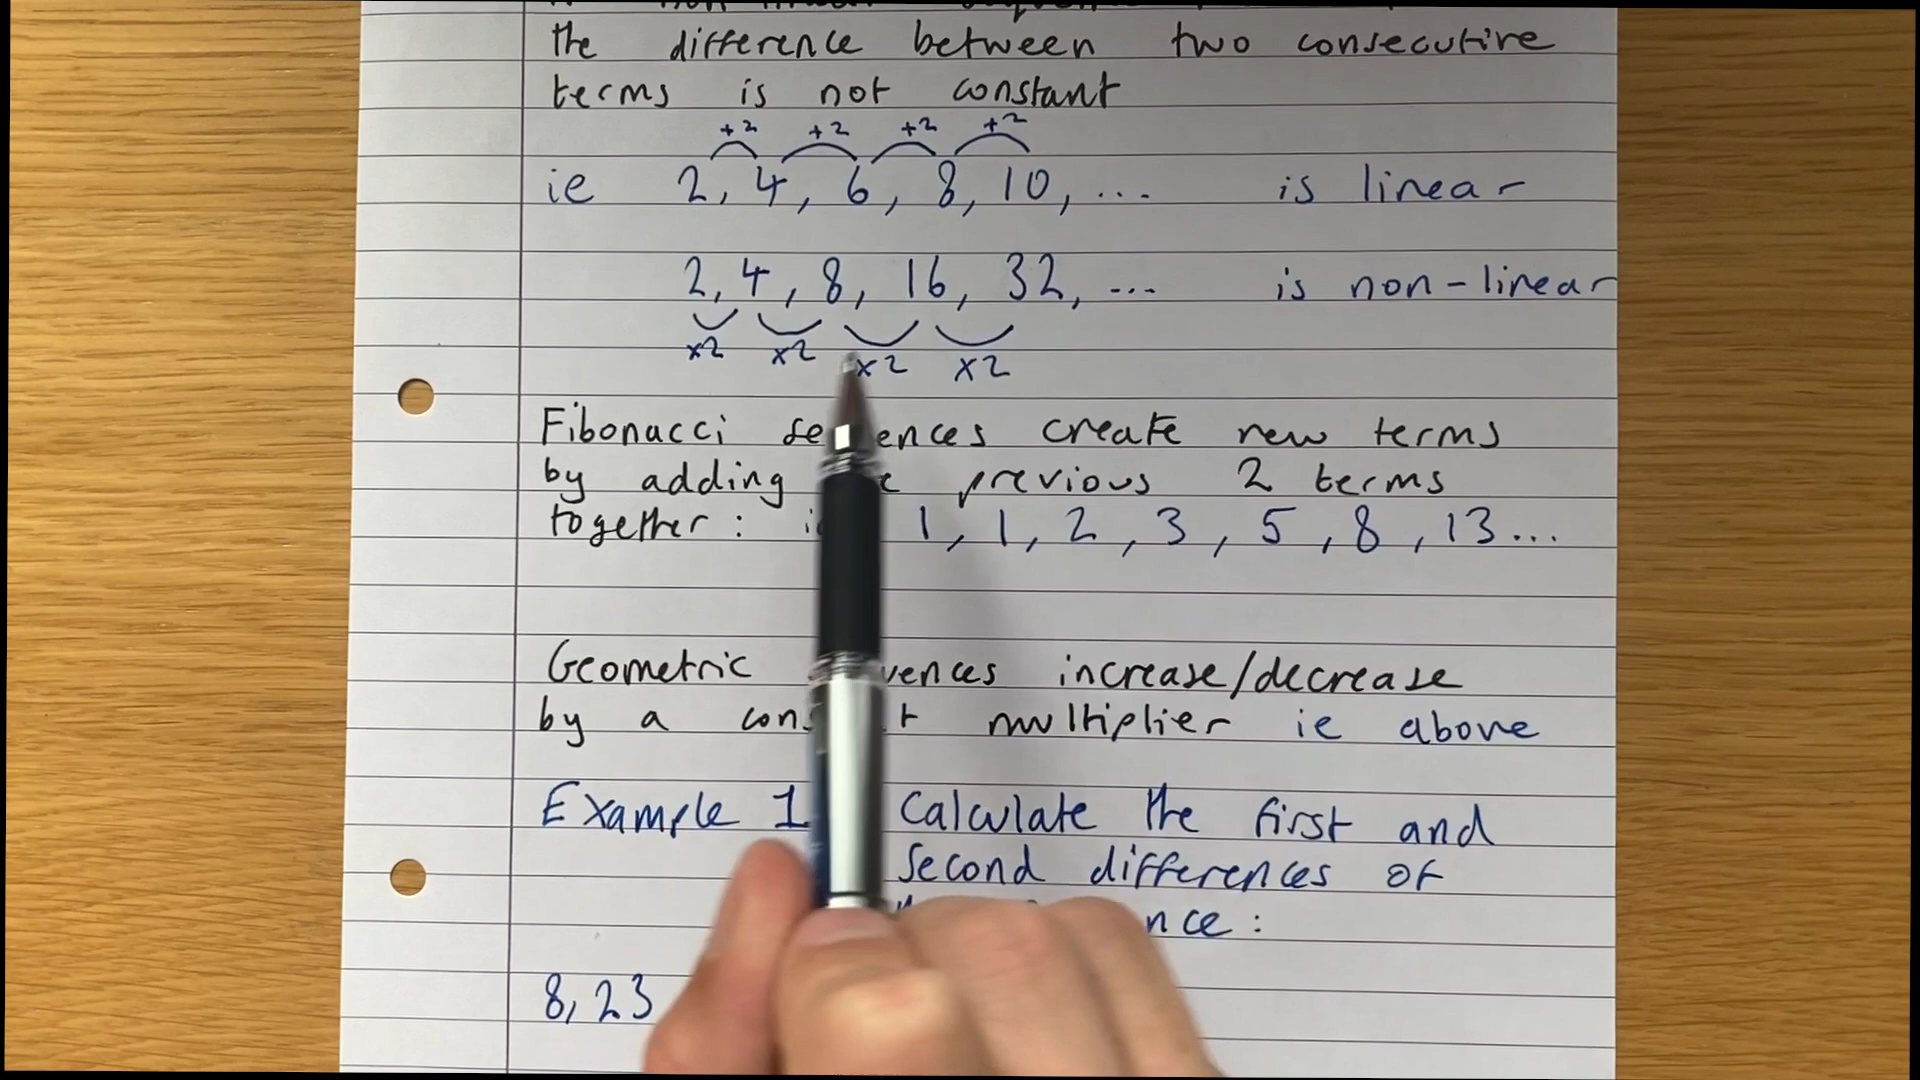 the difference between two consecutive
terms is not constant
+2 +2 +2 +2
ie 2, 4, 6, 8, 10, ... is linear
2, 4, 8, 16, 32, ... is non-linear
x2 x2 x2 x2
Fibonacci create new terms
by adding previous 2 terms
together: 1, 1, 2, 3, 5, 8, 13...
Geometric increase/decrease
by a multiplier ie above
Example 1 Calculate the first and
second differences of
8, 23